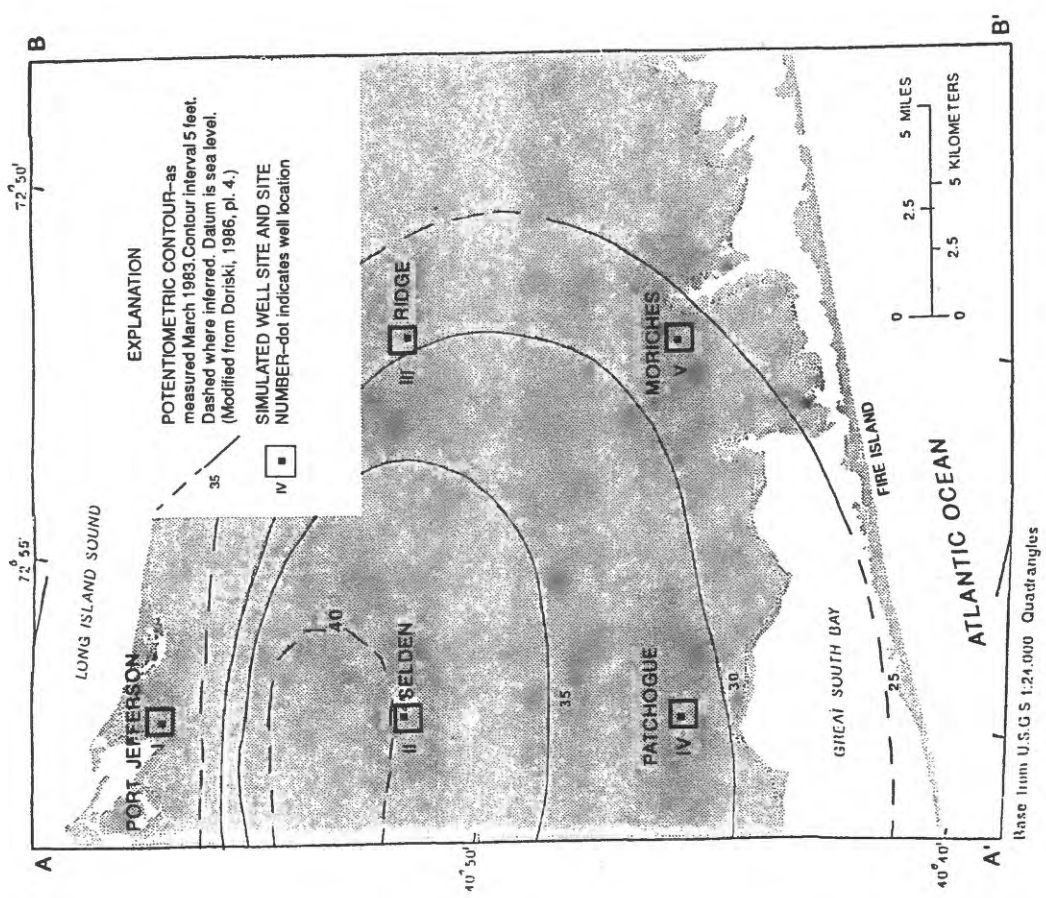 B
B'
72°50'
EXPLANATION
POTENTIOMETRIC CONTOUR–as
measured March 1983. Contour interval 5 feet.
Dashed where inferred. Datum is sea level.
(Modified from Doriski, 1986, pl. 4.)
35
SIMULATED WELL SITE AND SITE
NUMBER–dot indicates well location
IV
LONG ISLAND SOUND
72°55'
PORT JEFFERSON
I
40
SELDEN
II
RIDGE
III
35
PATCHOGUE
IV
30
MORICHES
V
GREAT SOUTH BAY
25
FIRE ISLAND
ATLANTIC OCEAN
0 2.5 5 MILES
0 2.5 5 KILOMETERS
A
40°50'
40°40'
A'
Base from U.S.G.S 1:24,000 Quadrangles